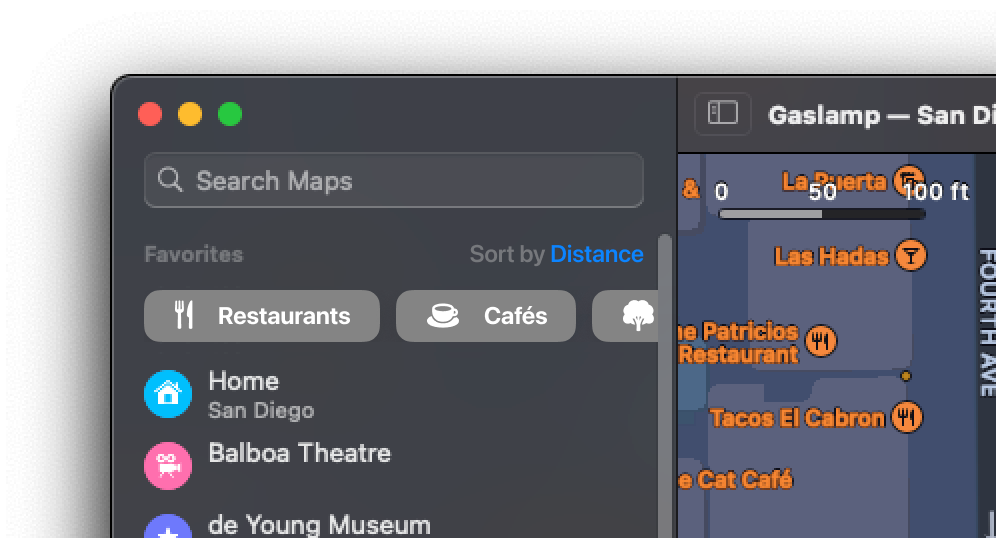 Gaslamp — San Di
Search Maps
Favorites
Sort by Distance
Restaurants
Cafés
Home
San Diego
Balboa Theatre
de Young Museum
&
La Puerta
0 50 100 ft
Las Hadas
FOURTH AVE
ne Patricios
Restaurant
Tacos El Cabron
e Cat Café